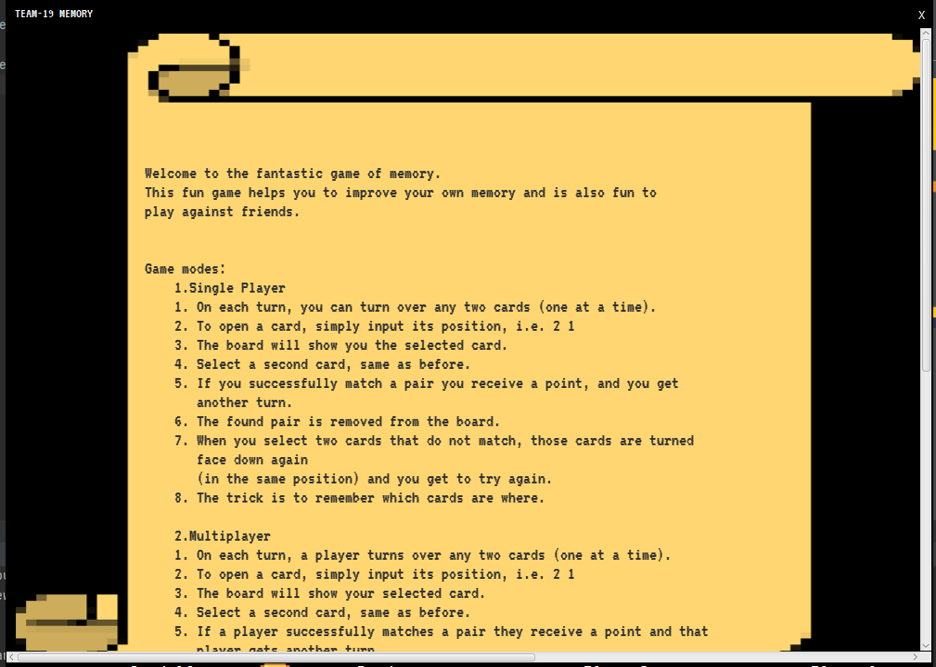 TEAM-19 MEMORY
X
Welcome to the fantastic game of memory.
This fun game helps you to improve your own memory and is also fun to
play against friends.
Game modes:
1.Single Player
1. On each turn, you can turn over any two cards (one at a time).
2. To open a card, simply input its position, i.e. 2 1
3. The board will show you the selected card.
4. Select a second card, same as before.
5. If you successfully match a pair you receive a point, and you get
another turn.
6. The found pair is removed from the board.
7. When you select two cards that do not match, those cards are turned
face down again
(in the same position) and you get to try again.
8. The trick is to remember which cards are where.
2.Multiplayer
1. On each turn, a player turns over any two cards (one at a time).
2. To open a card, simply input its position, i.e. 2 1
3. The board will show your selected card.
4. Select a second card, same as before.
5. If a player successfully matches a pair they receive a point and that
player gets another turn